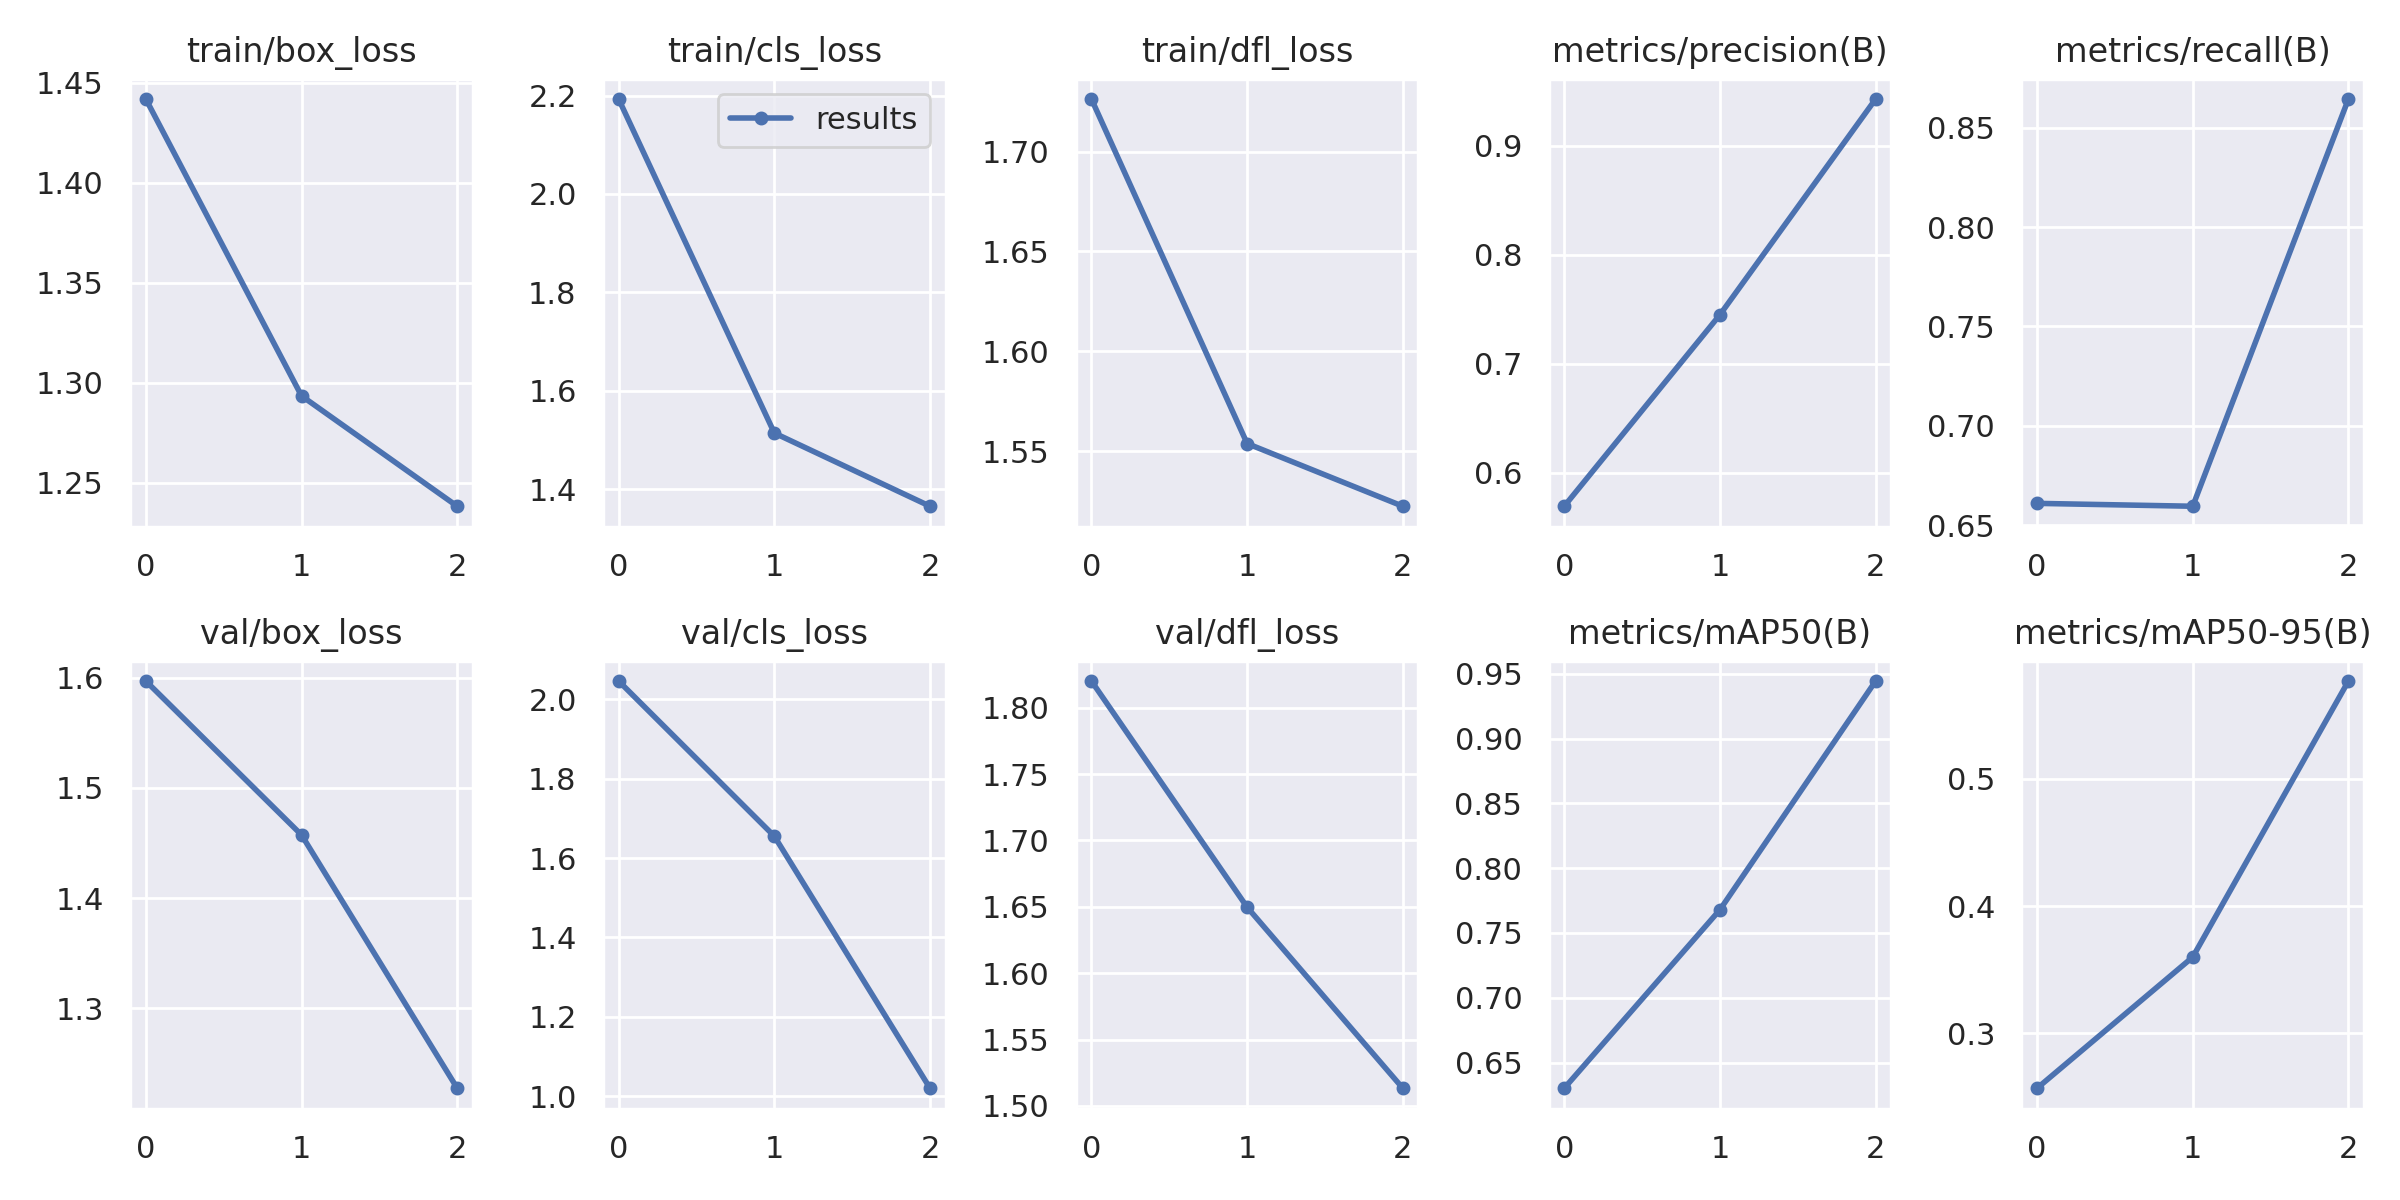 train/box_loss
train/cls_loss
train/dfl_loss
metrics/precision(B)
metrics/recall(B)
1.45
1.40
1.35
1.30
1.25
0 1 2
2.2
2.0
1.8
1.6
1.4
results
0 1 2
1.70
1.65
1.60
1.55
0 1 2
0.9
0.8
0.7
0.6
0 1 2
0.85
0.80
0.75
0.70
0.65
0 1 2
val/box_loss
val/cls_loss
val/dfl_loss
metrics/mAP50(B)
metrics/mAP50-95(B)
1.6
1.5
1.4
1.3
0 1 2
2.0
1.8
1.6
1.4
1.2
1.0
0 1 2
1.80
1.75
1.70
1.65
1.60
1.55
1.50
0 1 2
0.95
0.90
0.85
0.80
0.75
0.70
0.65
0 1 2
0.5
0.4
0.3
0 1 2